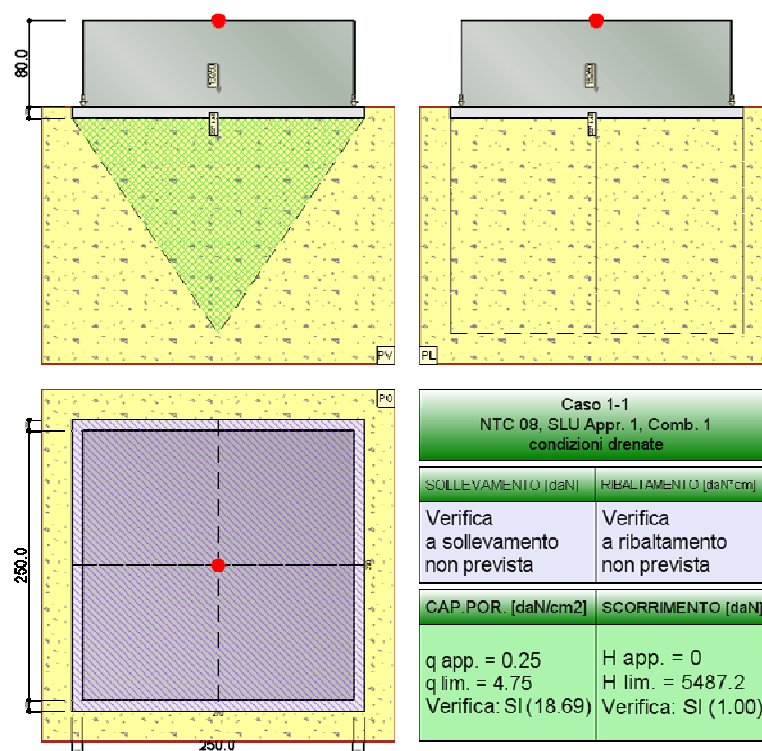 80.0
PV
PL
PO
250.0
250.0
Caso 1-1
NTC 08, SLU Appr. 1, Comb. 1
condizioni drenate
SOLLEVAMENTO [daN]
RIBALTAMENTO [daN*cm]
Verifica
a sollevamento
non prevista
Verifica
a ribaltamento
non prevista
CAP.POR. [daN/cm2]
SCORRIMENTO [daN]
q app. = 0.25
q lim. = 4.75
Verifica: SI (18.69)
H app. = 0
H lim. = 5487.2
Verifica: SI (1.00)